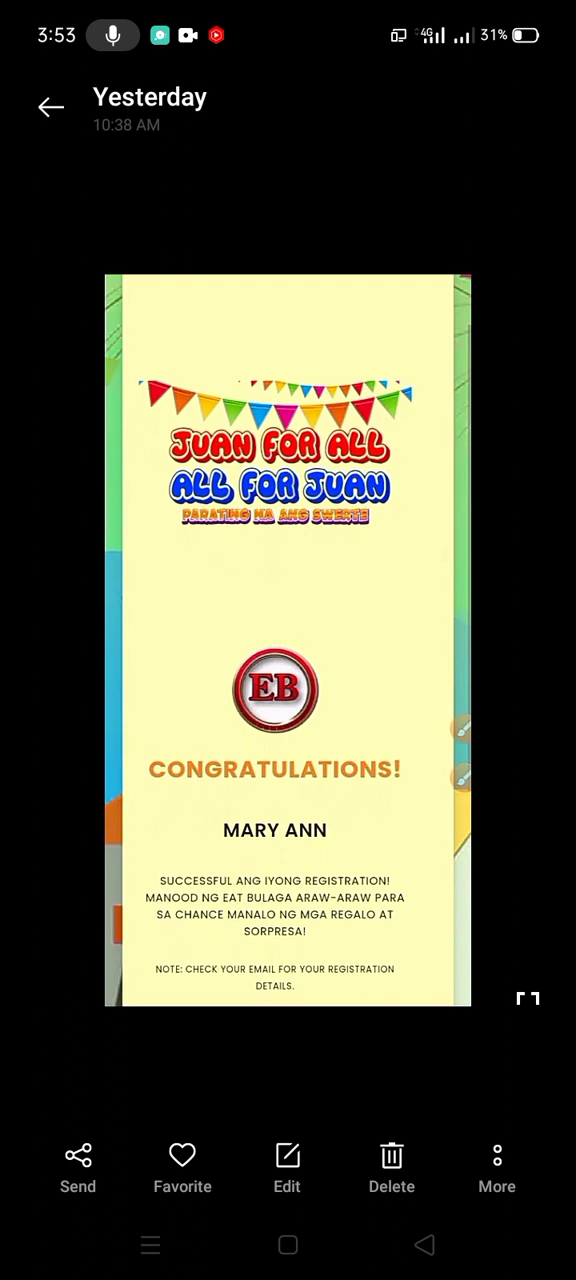 3:53
4G
31%
Yesterday
10:38 AM
JUAN FOR ALL
ALL FOR JUAN
PARATING NA ANG SWERTE
EB
CONGRATULATIONS!
MARY ANN
SUCCESSFUL ANG IYONG REGISTRATION!
MANOOD NG EAT BULAGA ARAW-ARAW PARA
SA CHANCE MANALO NG MGA REGALO AT
SORPRESA!
NOTE: CHECK YOUR EMAIL FOR YOUR REGISTRATION
DETAILS.
Send
Favorite
Edit
Delete
More